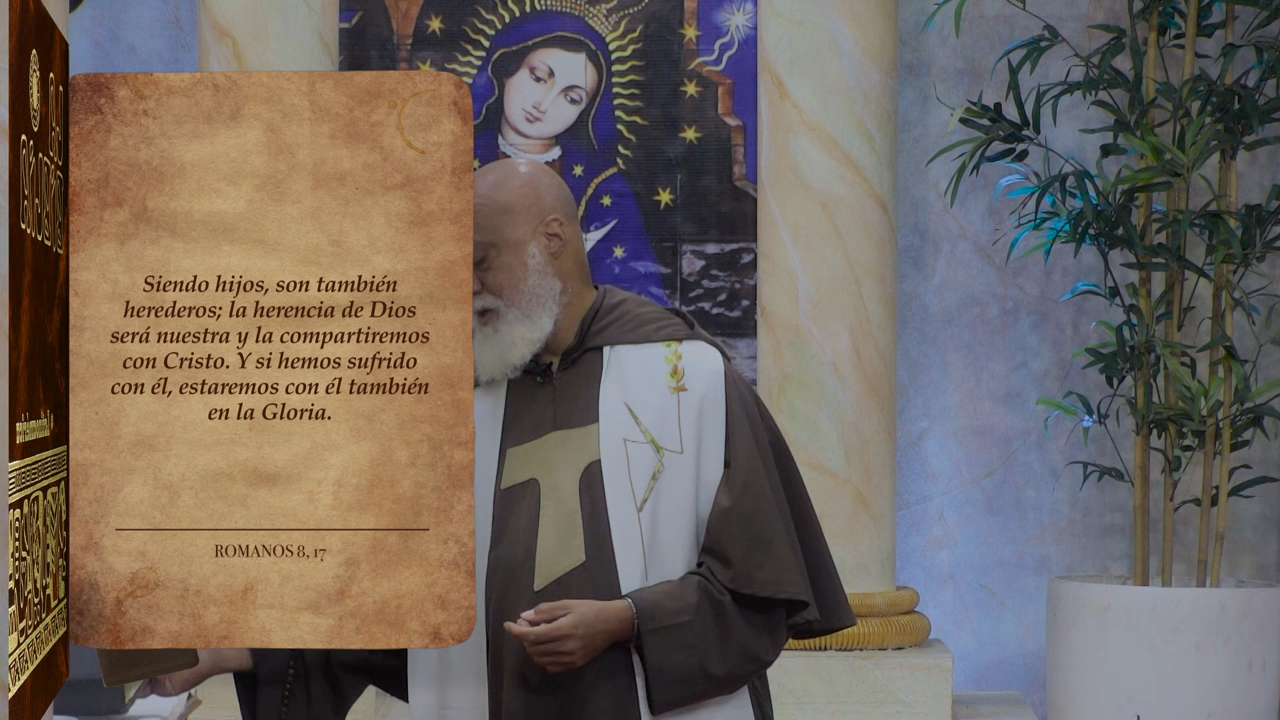 Siendo hijos, son también
herederos; la herencia de Dios
será nuestra y la compartiremos
con Cristo. Y si hemos sufrido
con él, estaremos con él también
en la Gloria.
ROMANOS 8, 17